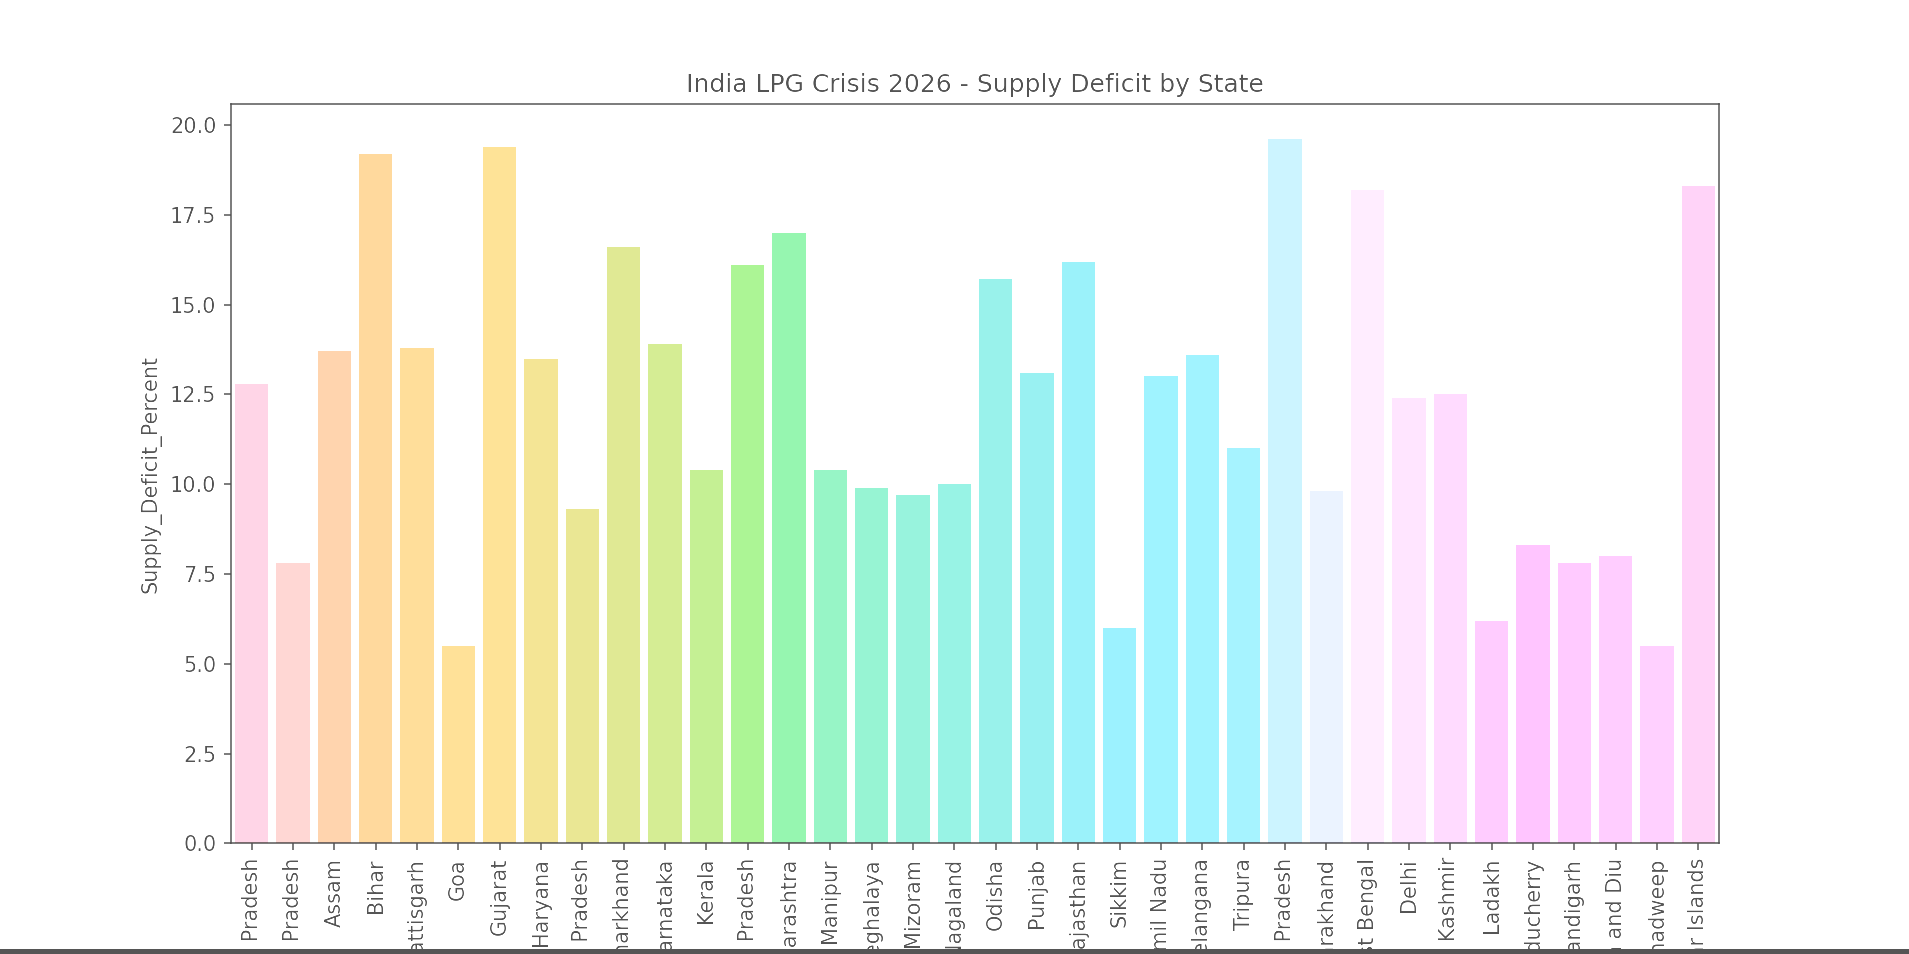 India LPG Crisis 2026 - Supply Deficit by State
Supply_Deficit_Percent
20.0
17.5
15.0
12.5
10.0
7.5
5.0
2.5
0.0
Pradesh
Pradesh
Assam
Bihar
attisgarh
Goa
Gujarat
Haryana
Pradesh
harkhand
arnataka
Kerala
Pradesh
arashtra
Manipur
eghalaya
Mizoram
Nagaland
Odisha
Punjab
ajasthan
Sikkim
mil Nadu
elangana
Tripura
Pradesh
rakhand
st Bengal
Delhi
Kashmir
Ladakh
ducherry
andigarh
and Diu
hadweep
ar Islands